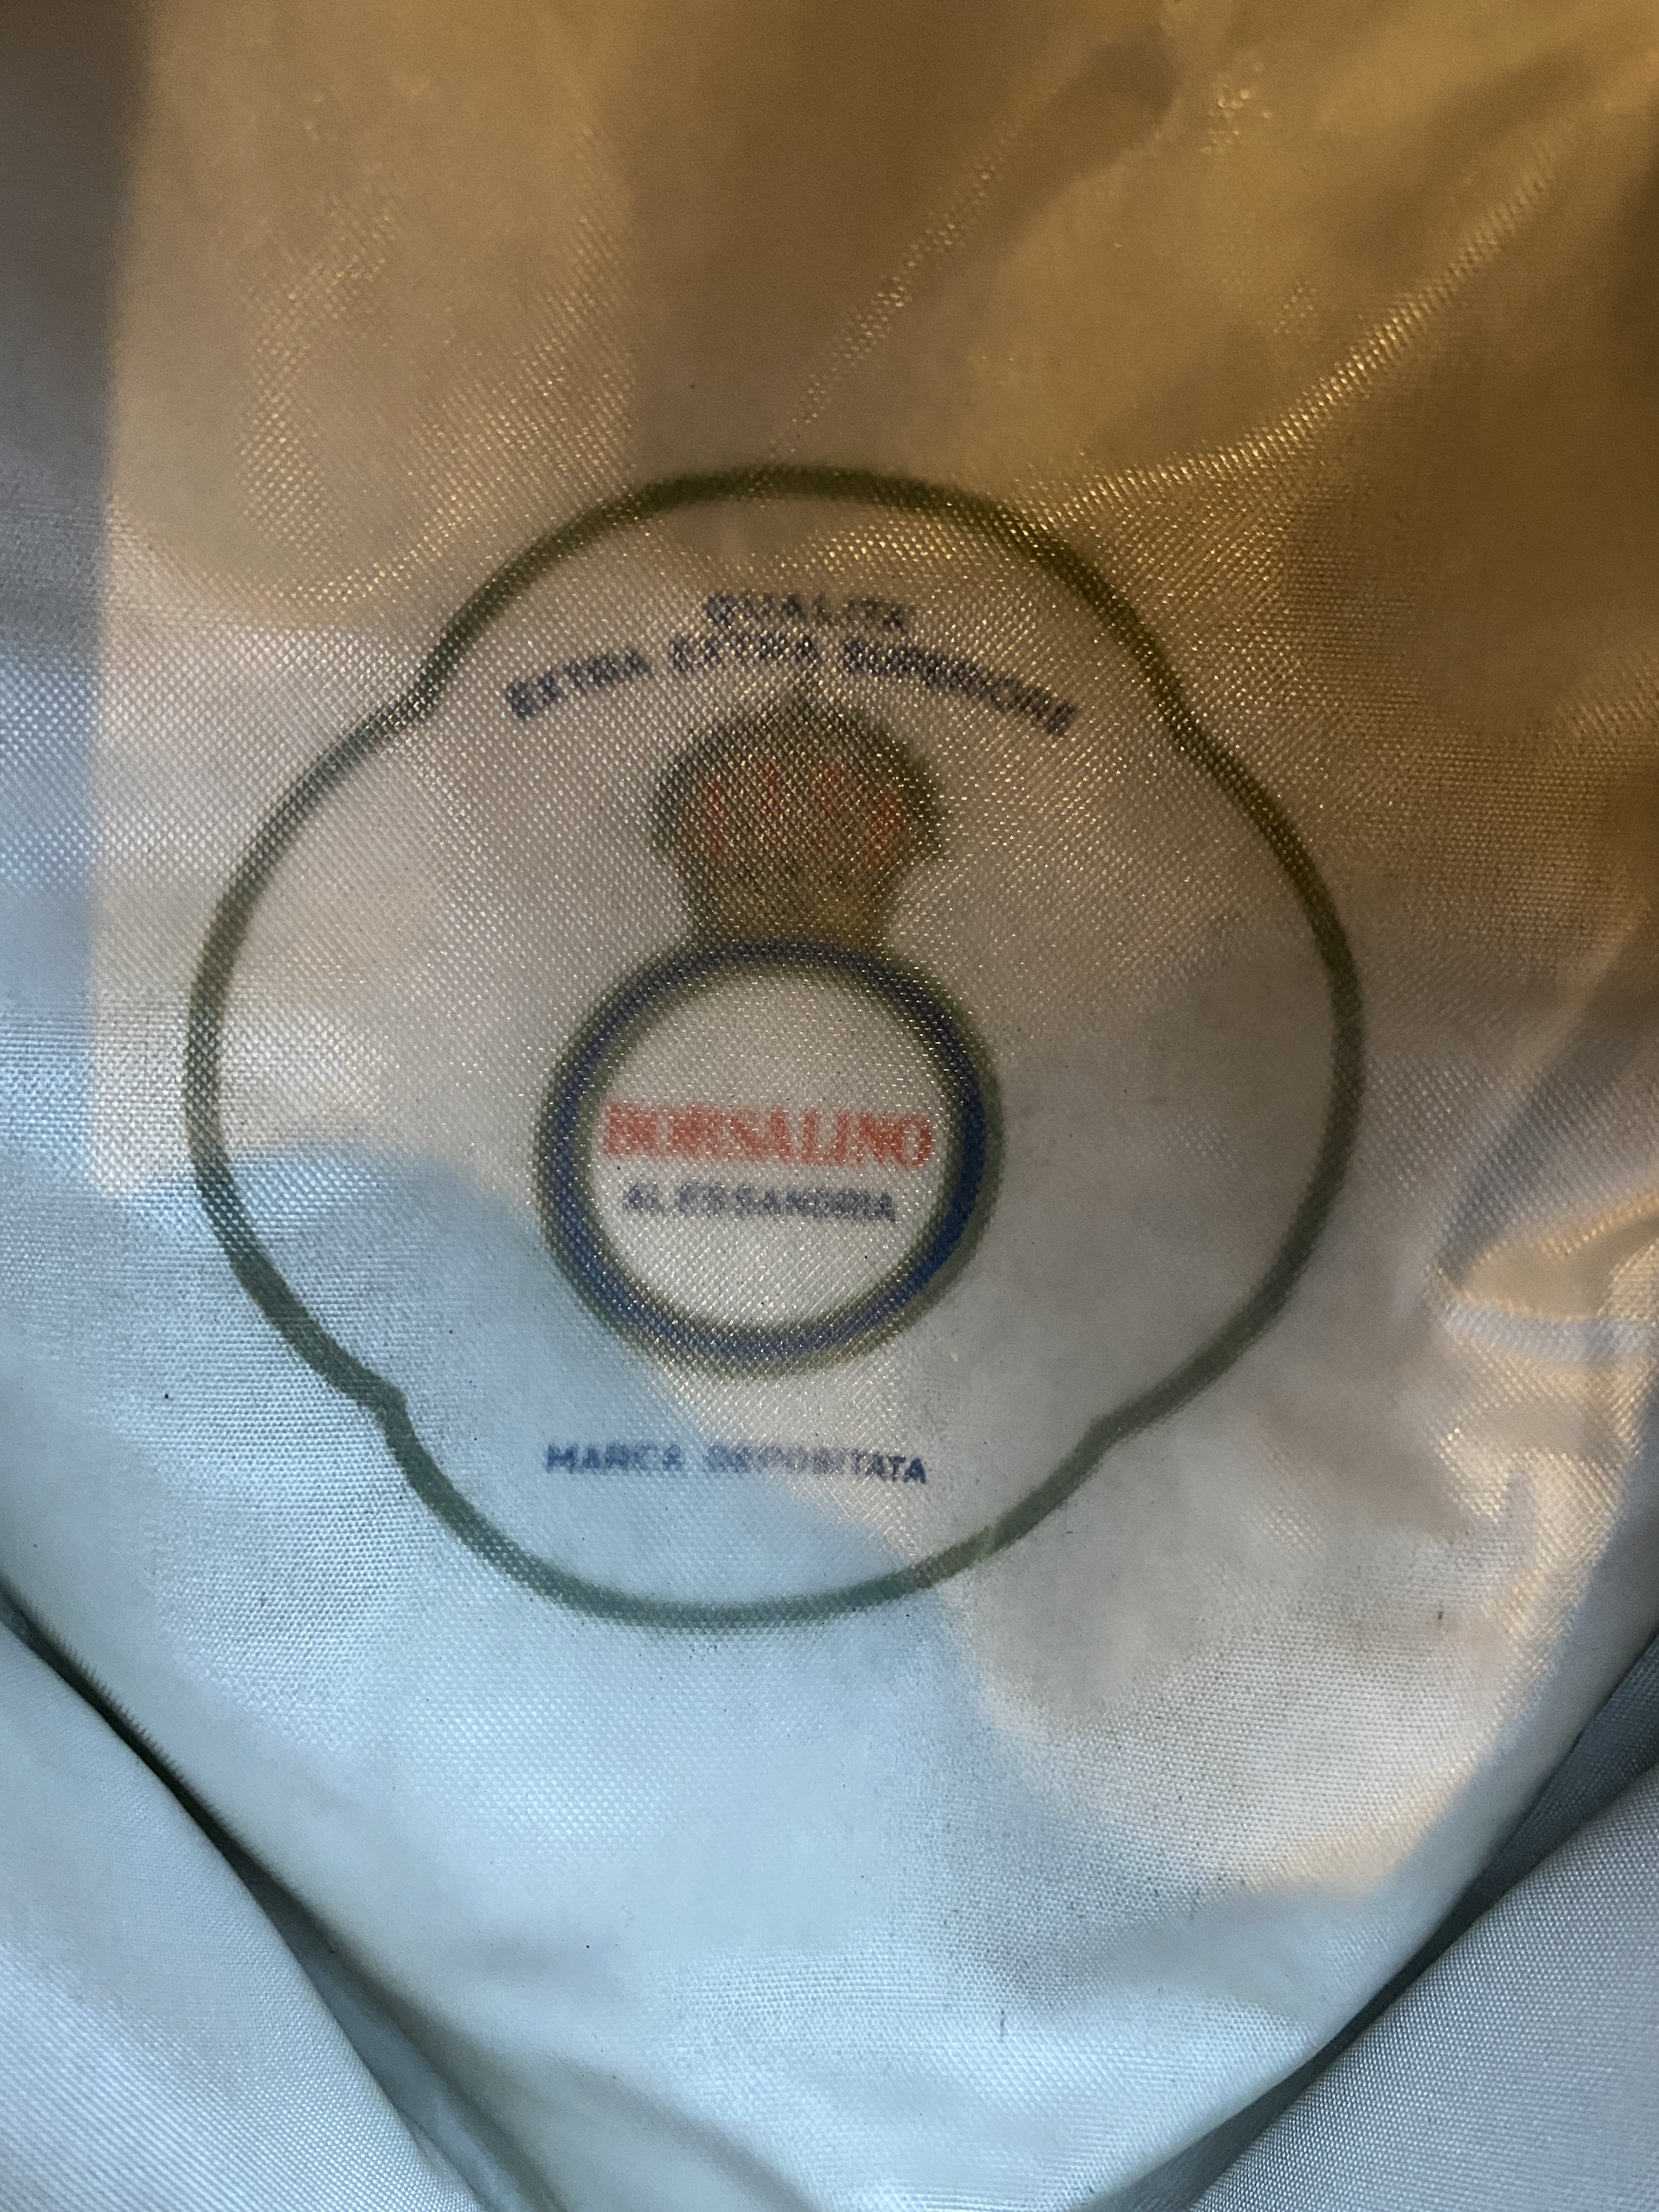 QUALITÀ
EXTRA EXTRA SUPERIORE
BORSALINO
ALESSANDRIA
MARCA DEPOSITATA